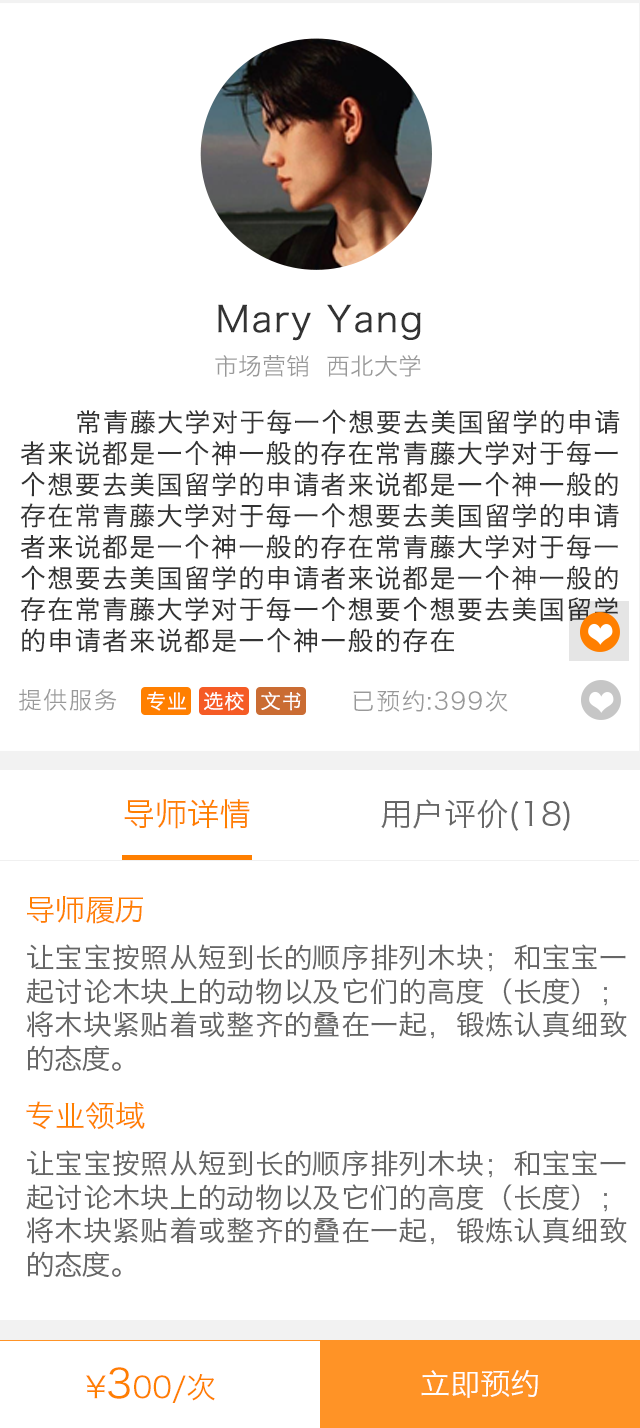 Mary Yang
市场营销 西北大学
常青藤大学对于每一个想要去美国留学的申请
者来说都是一个神一般的存在常青藤大学对于每一
个想要去美国留学的申请者来说都是一个神一般的
存在常青藤大学对于每一个想要去美国留学的申请
者来说都是一个神一般的存在常青藤大学对于每一
个想要去美国留学的申请者来说都是一个神一般的
存在常青藤大学对于每一个想要个想要去美国留学
的申请者来说都是一个神一般的存在
提供服务 专业 选校 文书 已预约:399次
导师详情 用户评价(18)
导师履历
让宝宝按照从短到长的顺序排列木块；和宝宝一
起讨论木块上的动物以及它们的高度（长度）；
将木块紧贴着或整齐的叠在一起，锻炼认真细致
的态度。
专业领域
让宝宝按照从短到长的顺序排列木块；和宝宝一
起讨论木块上的动物以及它们的高度（长度）；
将木块紧贴着或整齐的叠在一起，锻炼认真细致
的态度。
¥300/次 立即预约